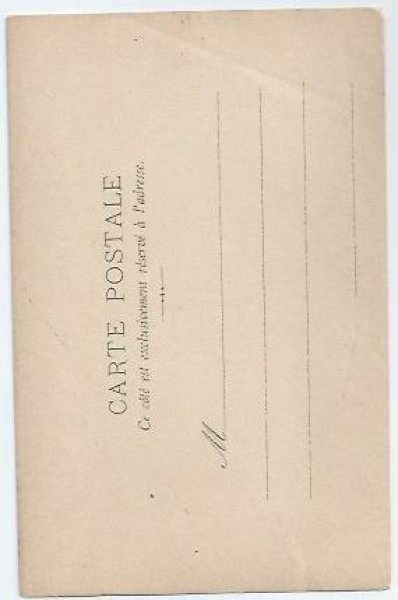 CARTE POSTALE
Ce côté est exclusivement réservé à l'adresse.
M